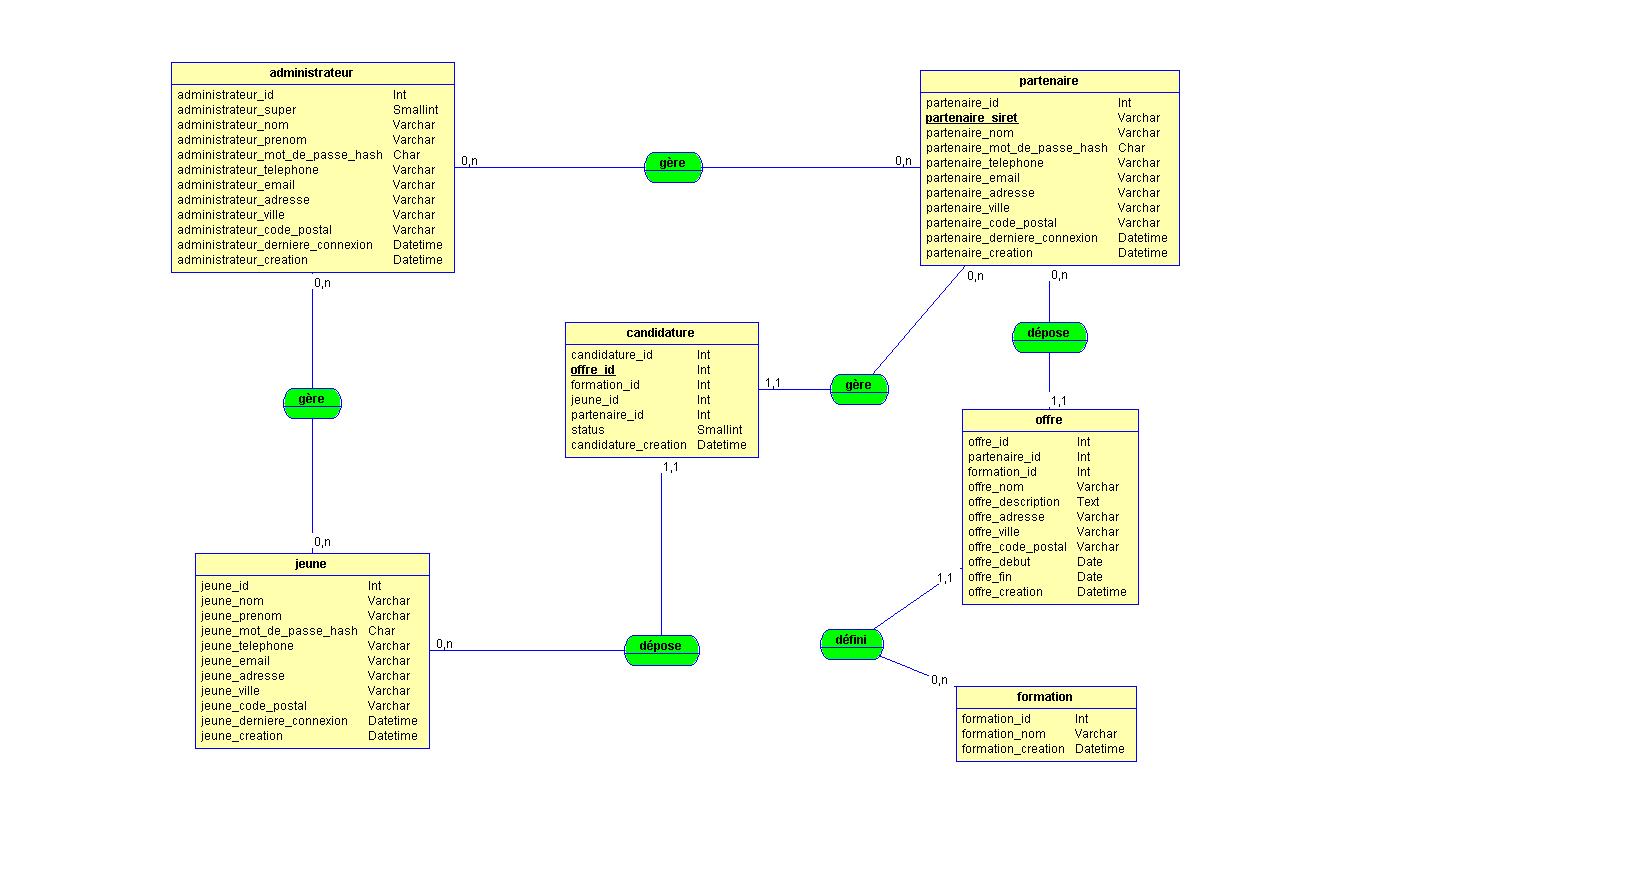 administrateur
administrateur_id Int
administrateur_super Smallint
administrateur_nom Varchar
administrateur_prenom Varchar
administrateur_mot_de_passe_hash Char
administrateur_telephone Varchar
administrateur_email Varchar
administrateur_adresse Varchar
administrateur_ville Varchar
administrateur_code_postal Varchar
administrateur_derniere_connexion Datetime
administrateur_creation Datetime
0,n
gère
0,n
partenaire
partenaire_id Int
partenaire_siret Varchar
partenaire_nom Varchar
partenaire_mot_de_passe_hash Char
partenaire_telephone Varchar
partenaire_email Varchar
partenaire_adresse Varchar
partenaire_ville Varchar
partenaire_code_postal Varchar
partenaire_derniere_connexion Datetime
partenaire_creation Datetime
0,n
0,n
0,n
dépose
candidature
candidature_id Int
offre_id Int
formation_id Int
jeune_id Int
partenaire_id Int
status Smallint
candidature_creation Datetime
1,1
gère
gère
1,1
offre
offre_id Int
partenaire_id Int
formation_id Int
offre_nom Varchar
offre_description Text
offre_adresse Varchar
offre_ville Varchar
offre_code_postal Varchar
offre_debut Date
offre_fin Date
offre_creation Datetime
1,1
0,n
jeune
jeune_id Int
jeune_nom Varchar
jeune_prenom Varchar
jeune_mot_de_passe_hash Char
jeune_telephone Varchar
jeune_email Varchar
jeune_adresse Varchar
jeune_ville Varchar
jeune_code_postal Varchar
jeune_derniere_connexion Datetime
jeune_creation Datetime
0,n
dépose
1,1
défini
0,n
formation
formation_id Int
formation_nom Varchar
formation_creation Datetime